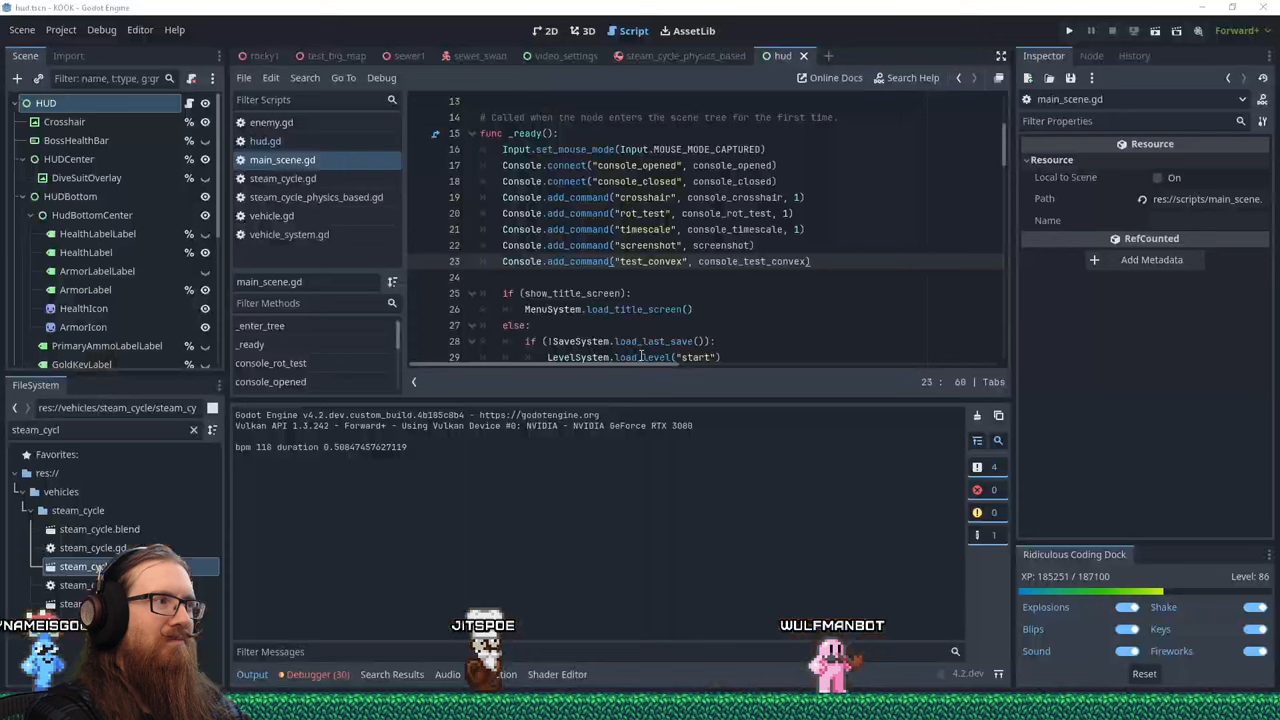 hud.tscn - KOOK - Godot Engine
Scene Project Debug Editor Help
2D 3D Script AssetLib
Forward+
Scene Import
rocky1 test_big_map sewer1 sewer_swan video_settings steam_cycle_physics_based hud
Inspector Node History
Filter: name, t:type, g:gr
File Edit Search Go To Debug
Online Docs Search Help
main_scene.gd
Filter Properties
HUD
Crosshair
BossHealthBar
HUDCenter
DiveSuitOverlay
HUDBottom
HudBottomCenter
HealthLabelLabel
HealthLabel
ArmorLabelLabel
ArmorLabel
HealthIcon
ArmorIcon
PrimaryAmmoLabelLabel
GoldKeyLabel
Filter Scripts
enemy.gd
hud.gd
main_scene.gd
steam_cycle.gd
steam_cycle_physics_based.gd
vehicle.gd
vehicle_system.gd
main_scene.gd
Filter Methods
_enter_tree
_ready
console_rot_test
console_opened
13
14 # Called when the node enters the scene tree for the first time.
15 func _ready():
16 Input.set_mouse_mode(Input.MOUSE_MODE_CAPTURED)
17 Console.connect("console_opened", console_opened)
18 Console.connect("console_closed", console_closed)
19 Console.add_command("crosshair", console_crosshair, 1)
20 Console.add_command("rot_test", console_rot_test, 1)
21 Console.add_command("timescale", console_timescale, 1)
22 Console.add_command("screenshot", screenshot)
23 Console.add_command("test_convex", console_test_convex)
24
25 if (show_title_screen):
26 MenuSystem.load_title_screen()
27 else:
28 if (!SaveSystem.load_last_save()):
29 LevelSystem.load_level("start")
23 : 60 | Tabs
Resource
Resource
Local to Scene On
Path res://scripts/main_scene.
Name
RefCounted
Add Metadata
FileSystem
res://vehicles/steam_cycle/steam_cy
steam_cycl
Favorites:
res://
vehicles
steam_cycle
steam_cycle.blend
steam_cycle.gd
steam_cy
steam_c
stea
Godot Engine v4.2.dev.custom_build.4b185c8b4 - https://godotengine.org
Vulkan API 1.3.242 - Forward+ - Using Vulkan Device #0: NVIDIA - NVIDIA GeForce RTX 3080
bpm 118 duration 0.50847457627119
4
0
0
1
Filter Messages
Output Debugger (30) Search Results Audio tion Shader Editor
4.2.dev
Ridiculous Coding Dock
XP: 185251 / 187100 Level: 86
Explosions Shake
Blips Keys
Sound Fireworks
Reset
YNAMEISGO
JITSPOE
WULFMANBOT